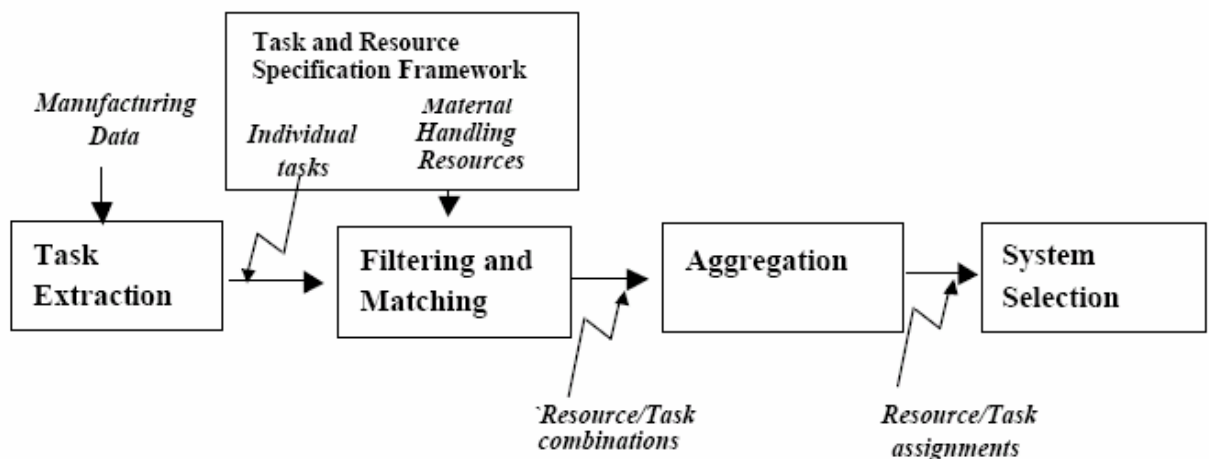 Task and Resource
Specification Framework
Manufacturing
Data
Individual
tasks
Material
Handling
Resources
Task
Extraction
Filtering and
Matching
Aggregation
System
Selection
`Resource/Task
combinations
Resource/Task
assignments